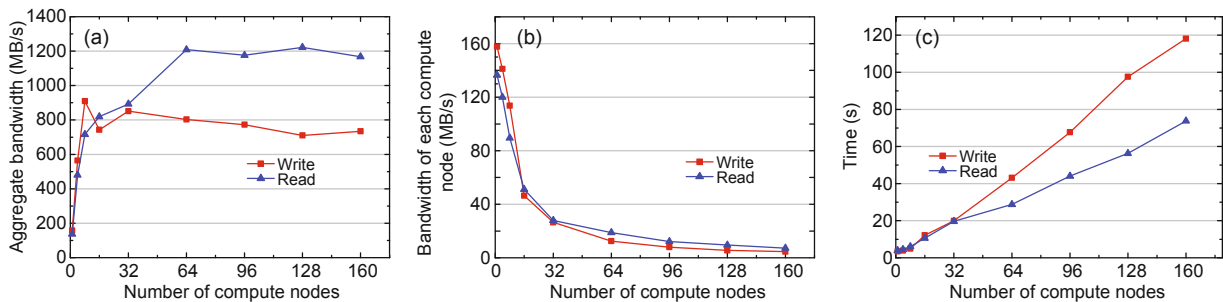 (a)
Aggregate bandwidth (MB/s)
1400
1200
1000
800
600
400
200
0
Write
Read
0 32 64 96 128 160
Number of compute nodes
(b)
Bandwidth of each compute
node (MB/s)
160
120
80
40
0
Write
Read
0 32 64 96 128 160
Number of compute nodes
(c)
Time (s)
120
100
80
60
40
20
0
Write
Read
0 32 64 96 128 160
Number of compute nodes